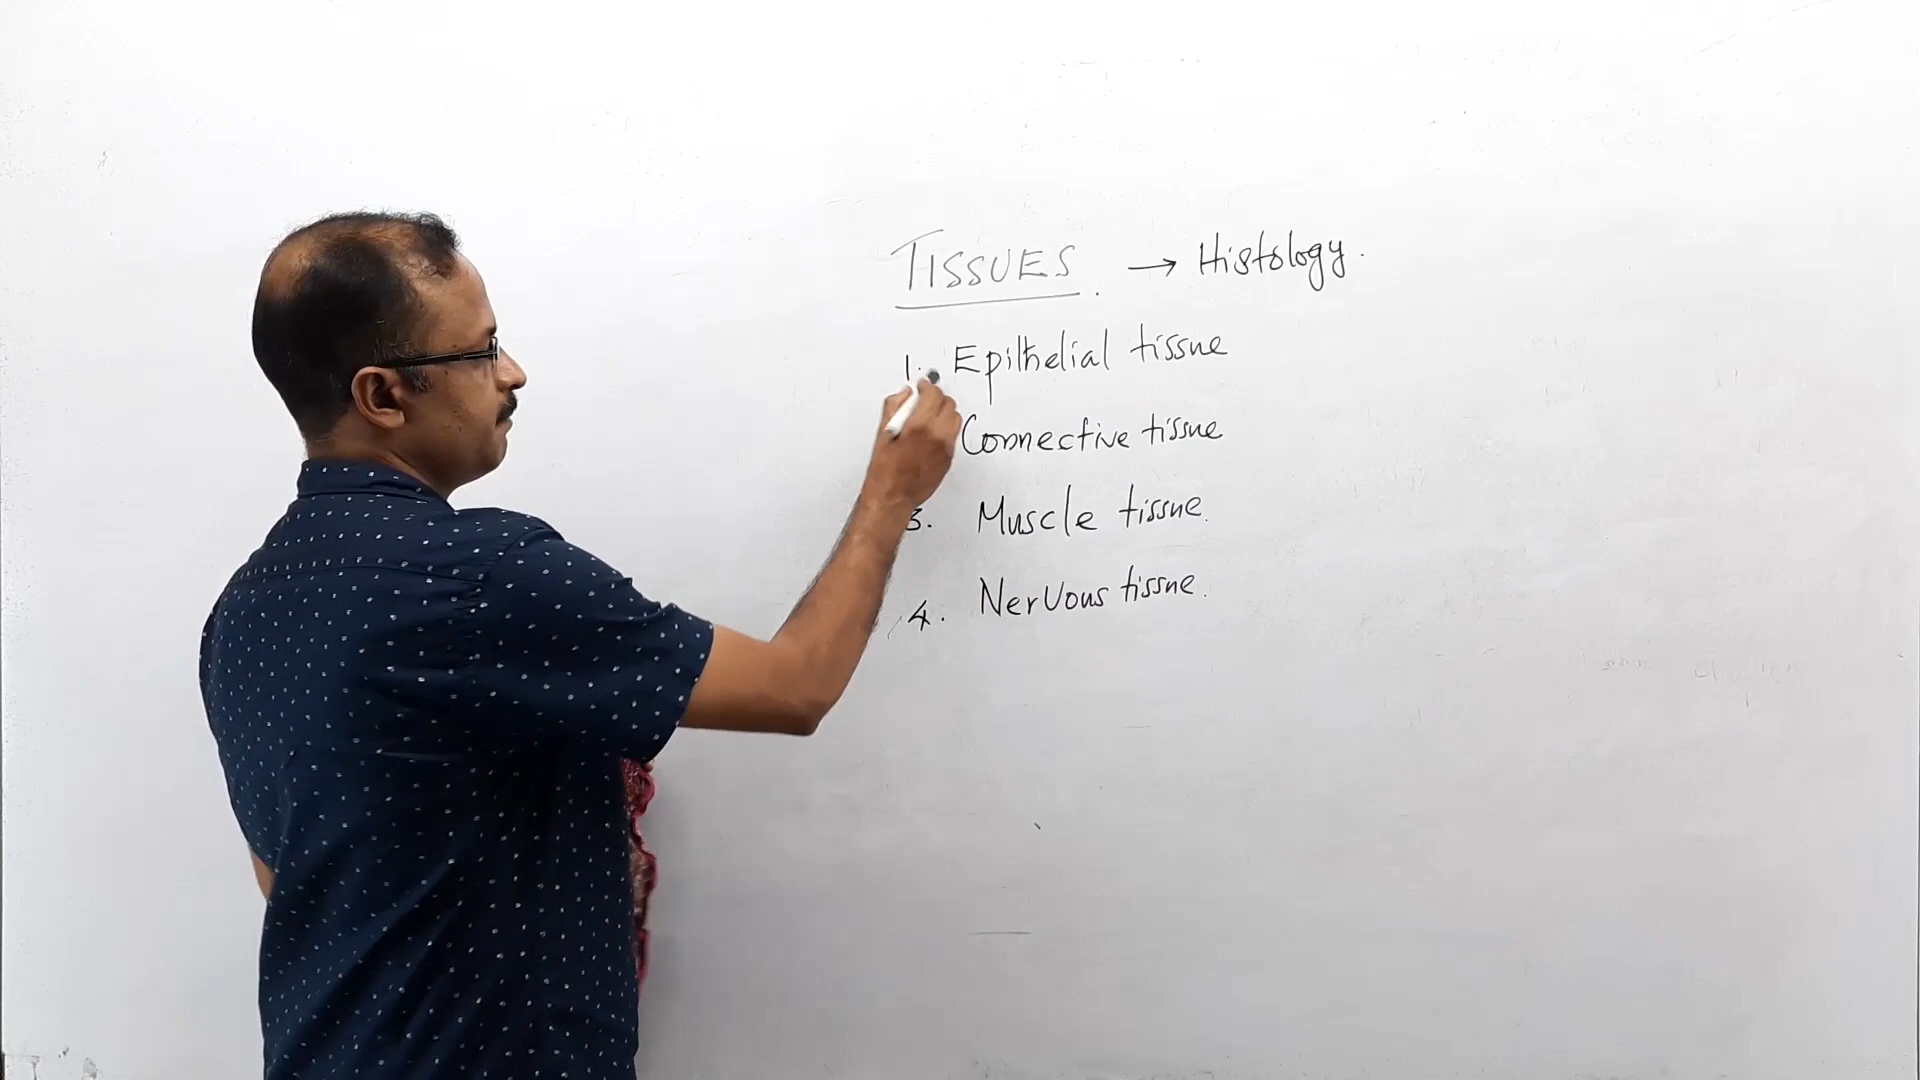 TISSUES. → Histology.
1. Epithelial tissue
Connective tissue
3. Muscle tissue.
4. Nervous tissue.